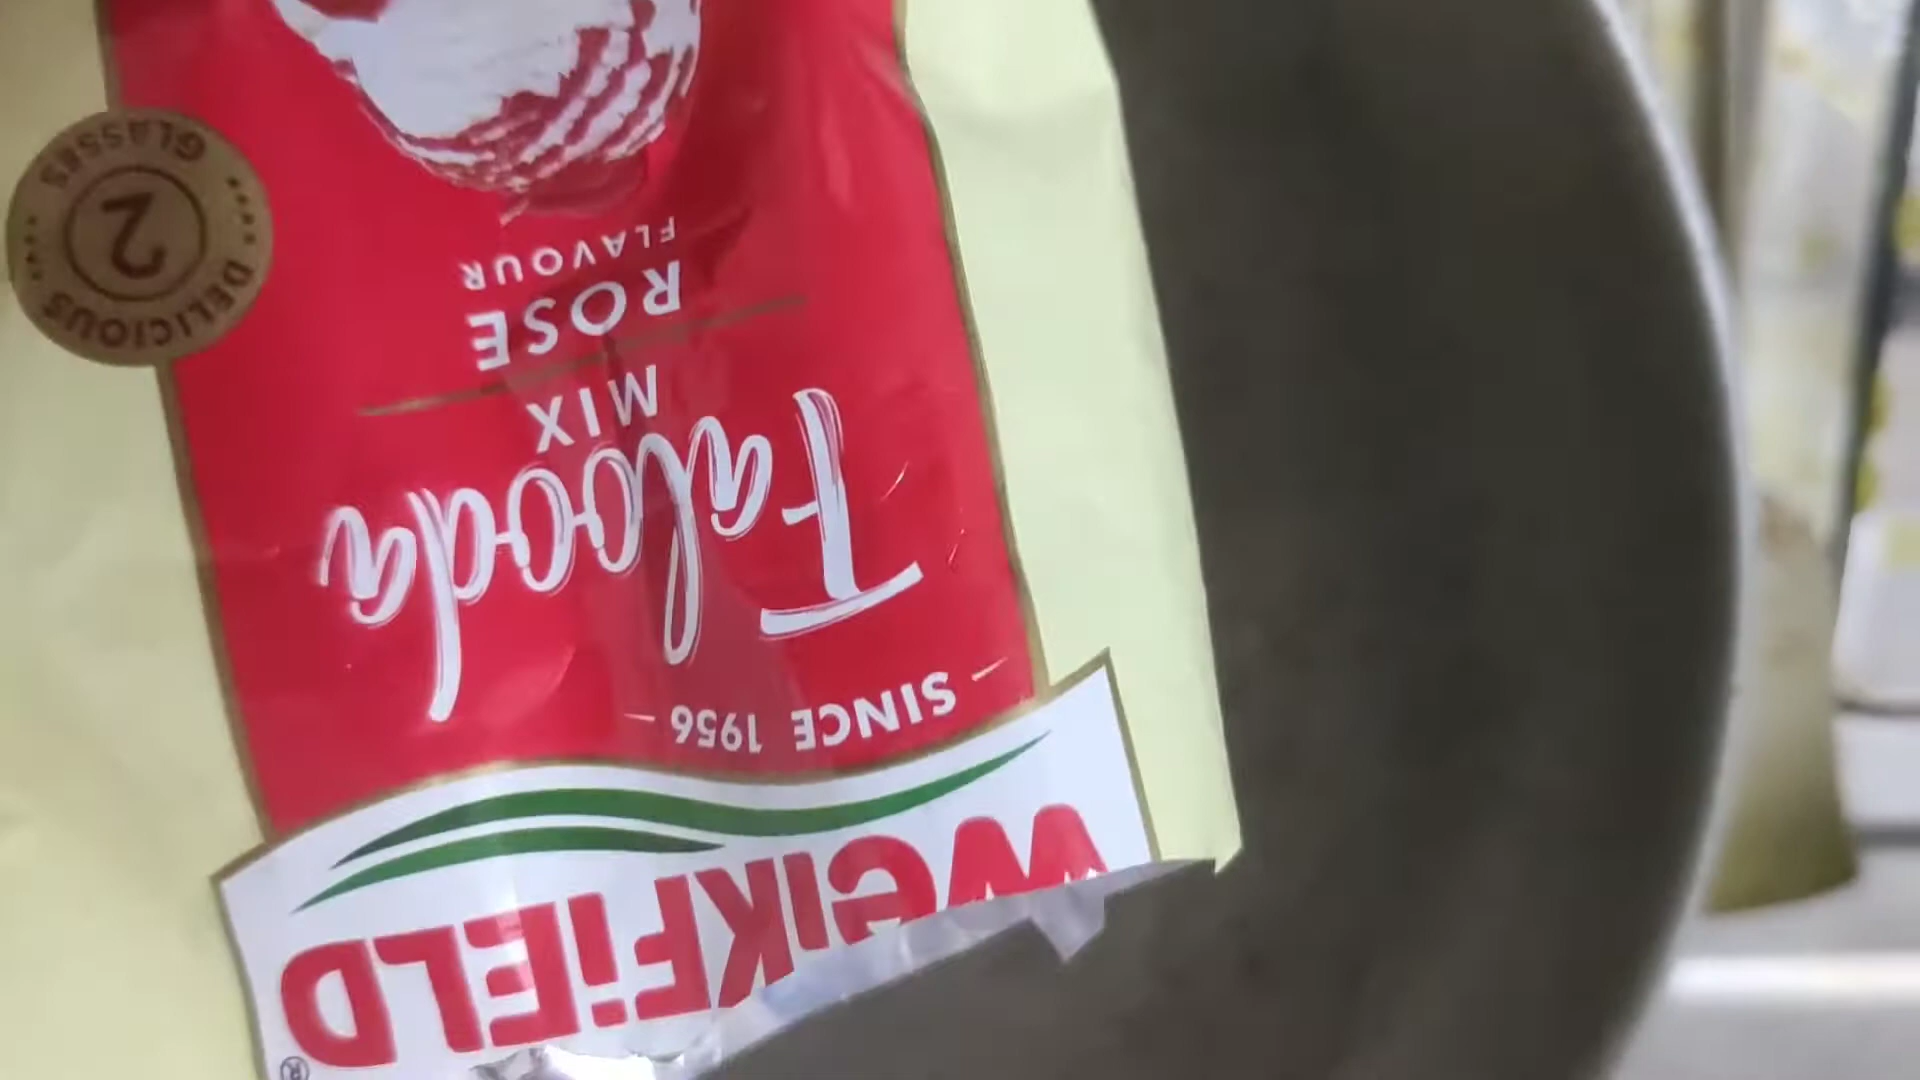 WeikFiELD®
SINCE 1956
Falooda
MIX
ROSE
FLAVOUR
DELICIOUS
2
GLASSES